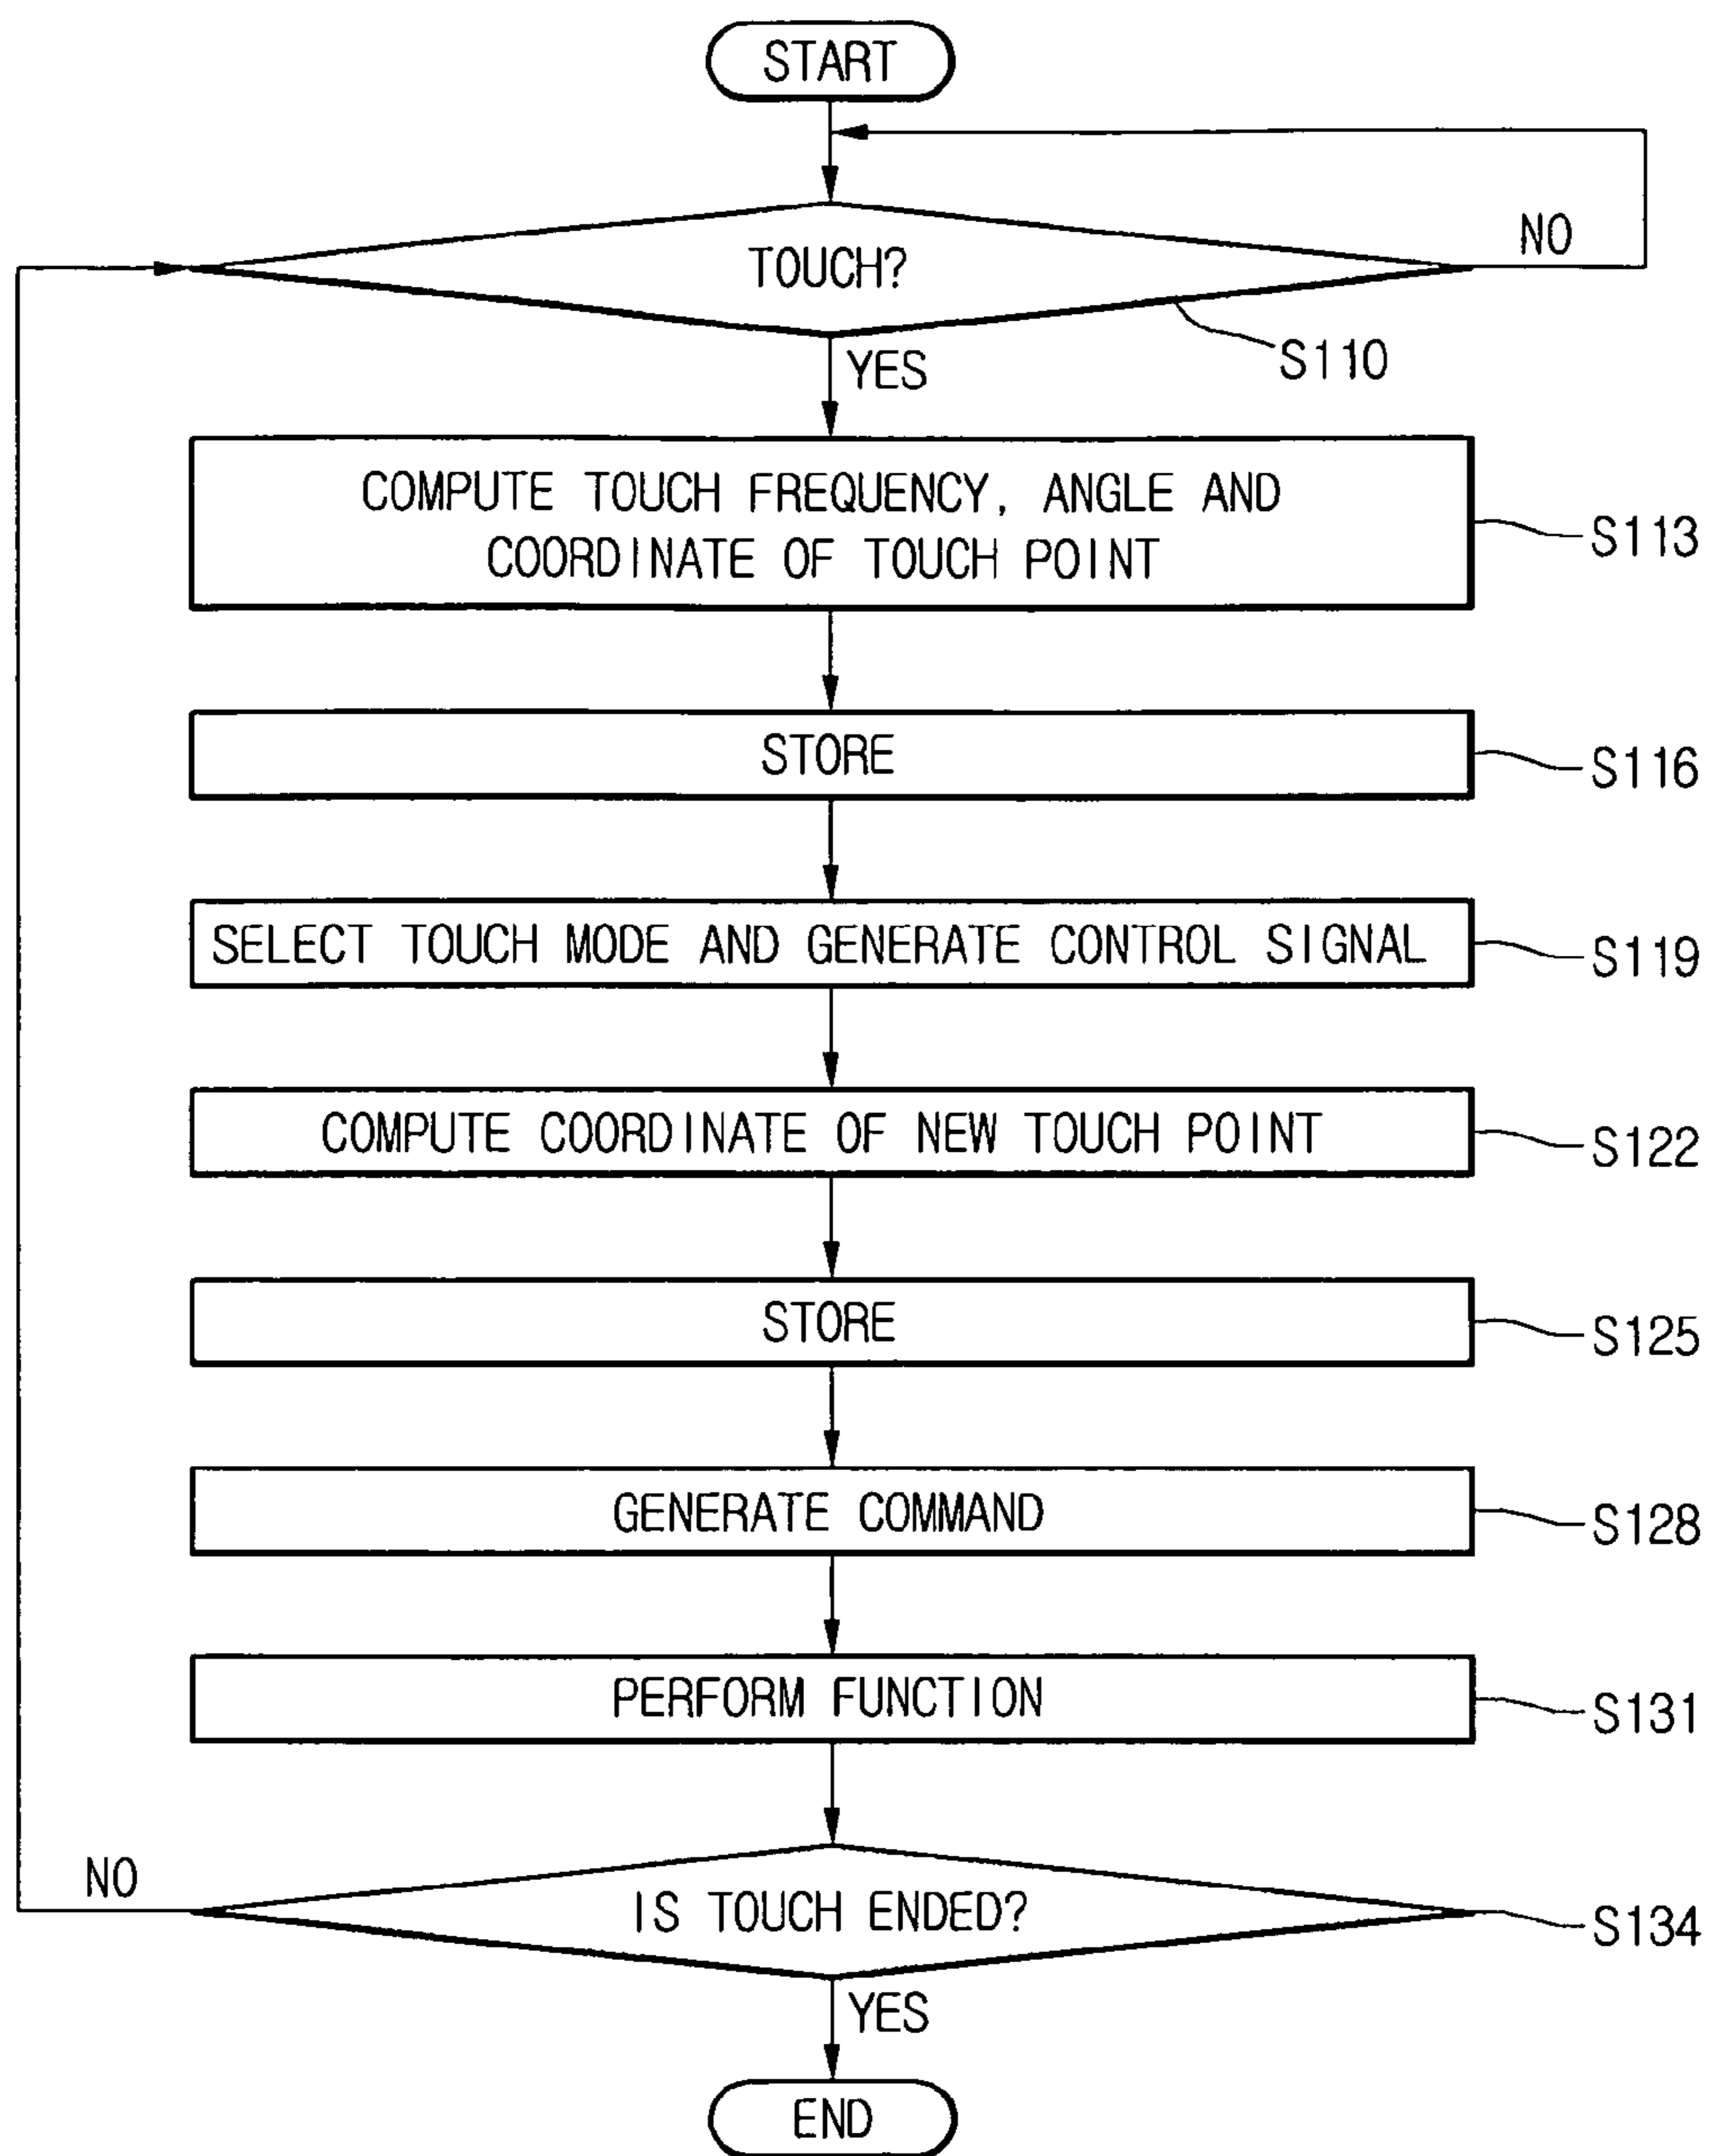 START
NO
TOUCH?
S110
YES
COMPUTE TOUCH FREQUENCY, ANGLE AND
COORDINATE OF TOUCH POINT
S113
STORE
S116
SELECT TOUCH MODE AND GENERATE CONTROL SIGNAL
S119
COMPUTE COORDINATE OF NEW TOUCH POINT
S122
STORE
S125
GENERATE COMMAND
S128
PERFORM FUNCTION
S131
NO
IS TOUCH ENDED?
S134
YES
END